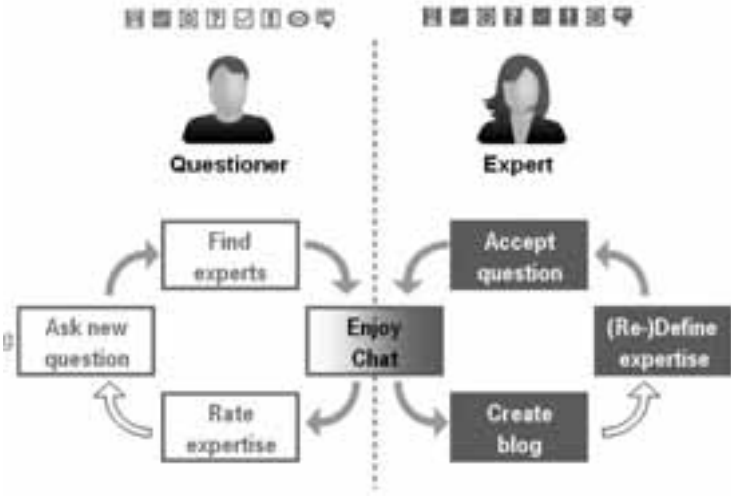 Questioner
Expert
Find
experts
Accept
question
Ask new
question
Enjoy
Chat
(Re-)Define
expertise
Rate
expertise
Create
blog